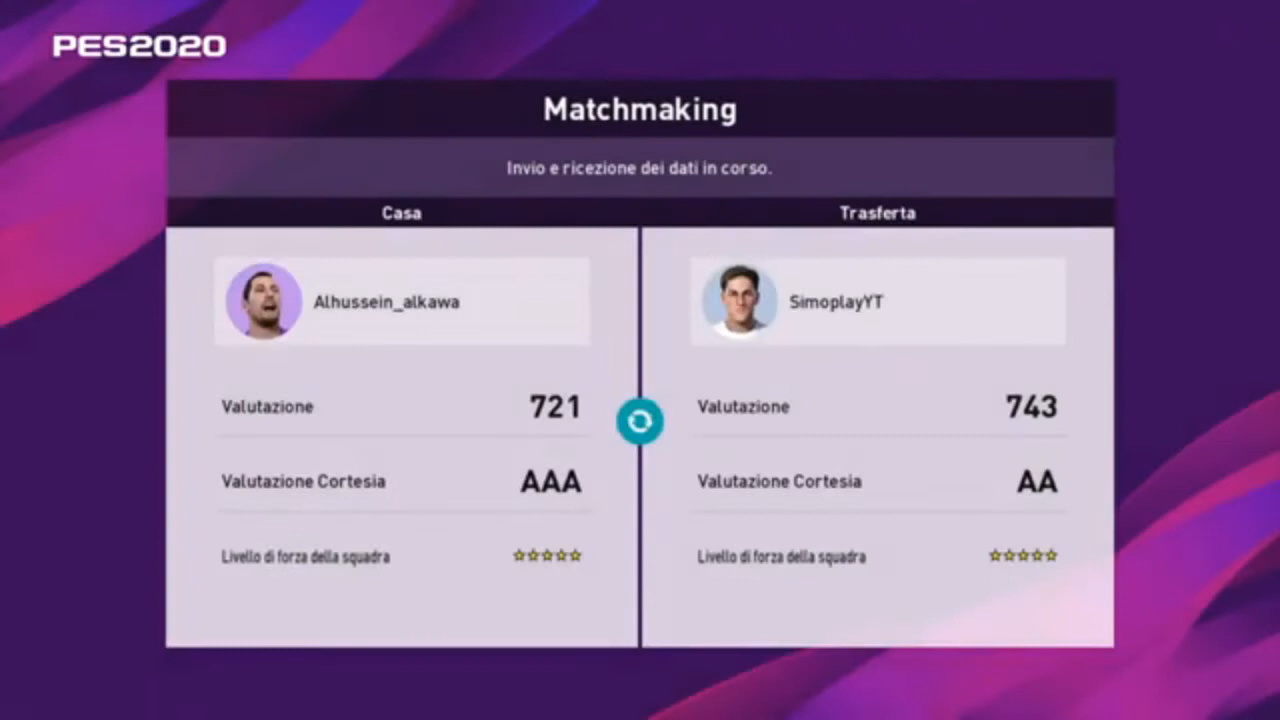 PES2020
Matchmaking
Invio e ricezione dei dati in corso.
Casa
Trasferta
Alhussein_alkawa
SimoplayYT
Valutazione 721
Valutazione 743
Valutazione Cortesia AAA
Valutazione Cortesia AA
Livello di forza della squadra ☆☆☆☆☆
Livello di forza della squadra ☆☆☆☆☆